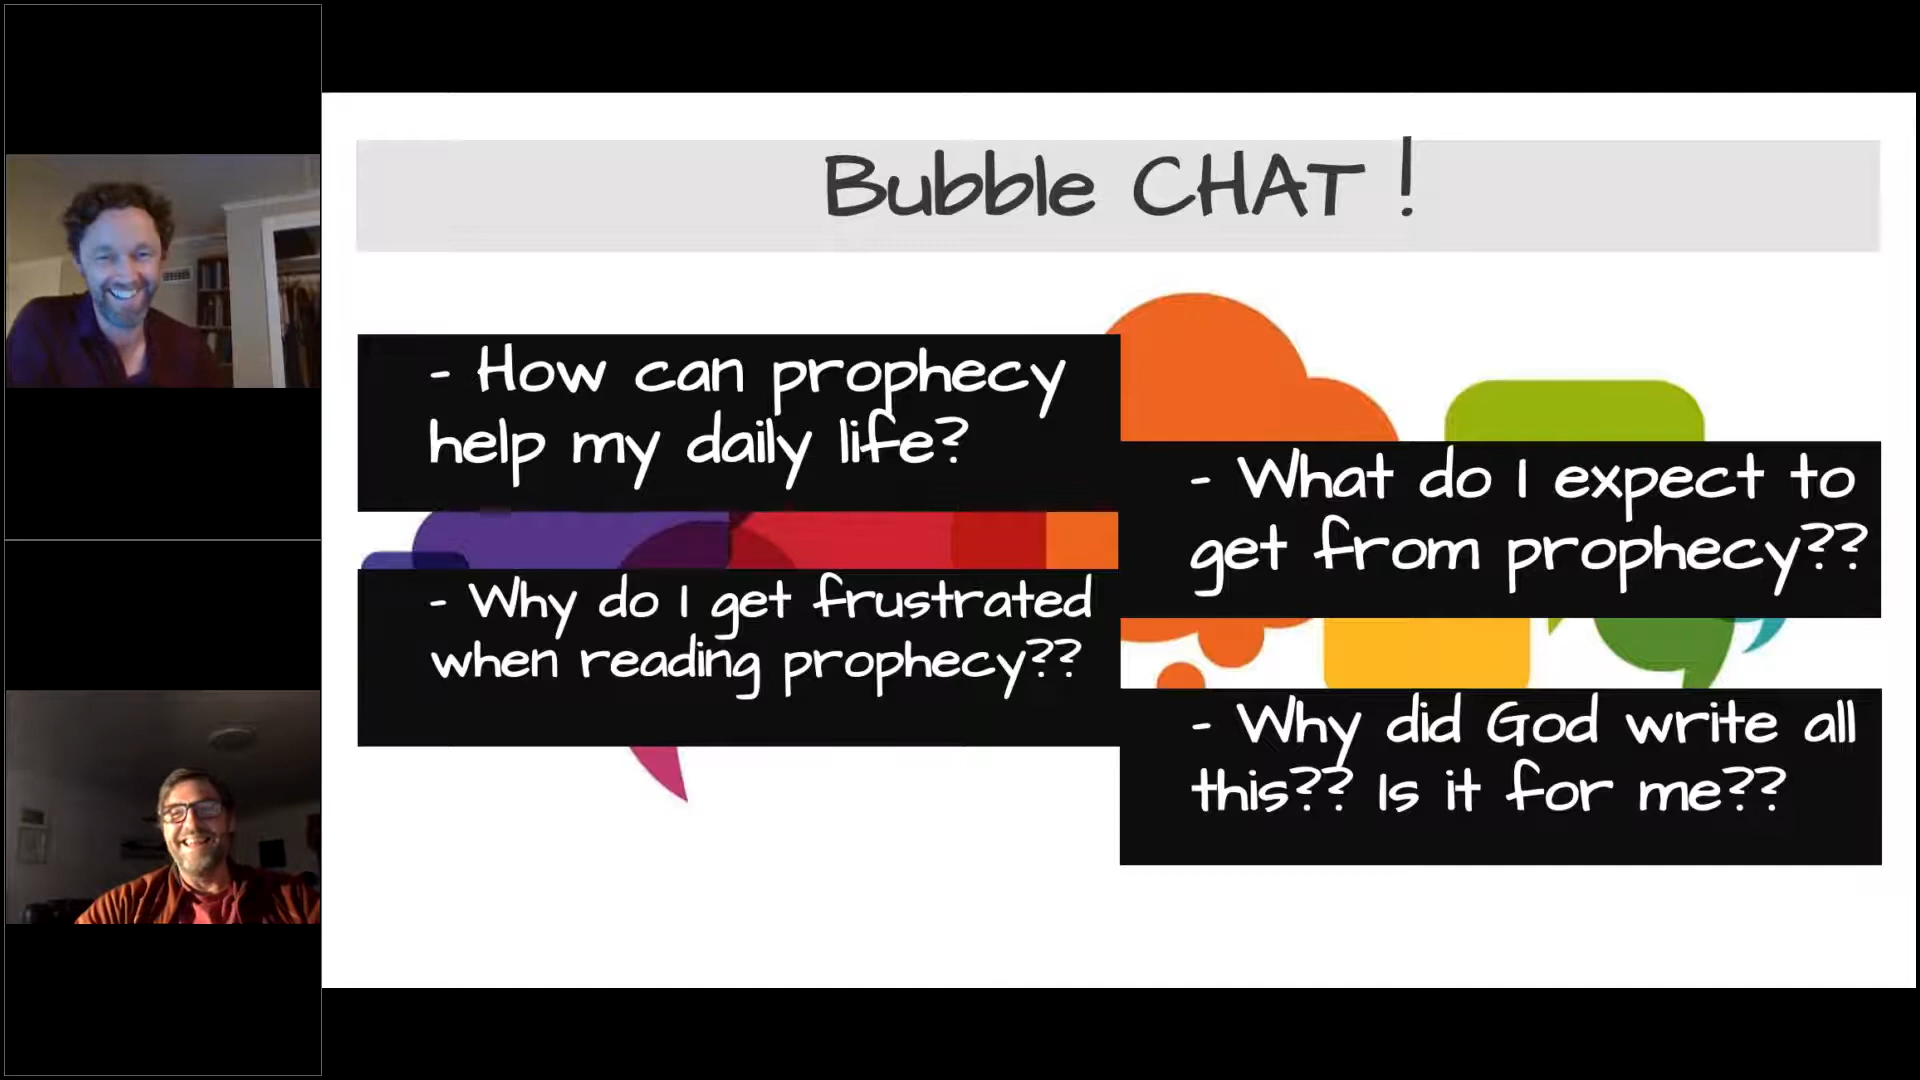 Bubble CHAT !
- How can prophecy
help my daily life?
- What do I expect to
get from prophecy??
- Why do I get frustrated
when reading prophecy??
- Why did God write all
this?? Is it for me??